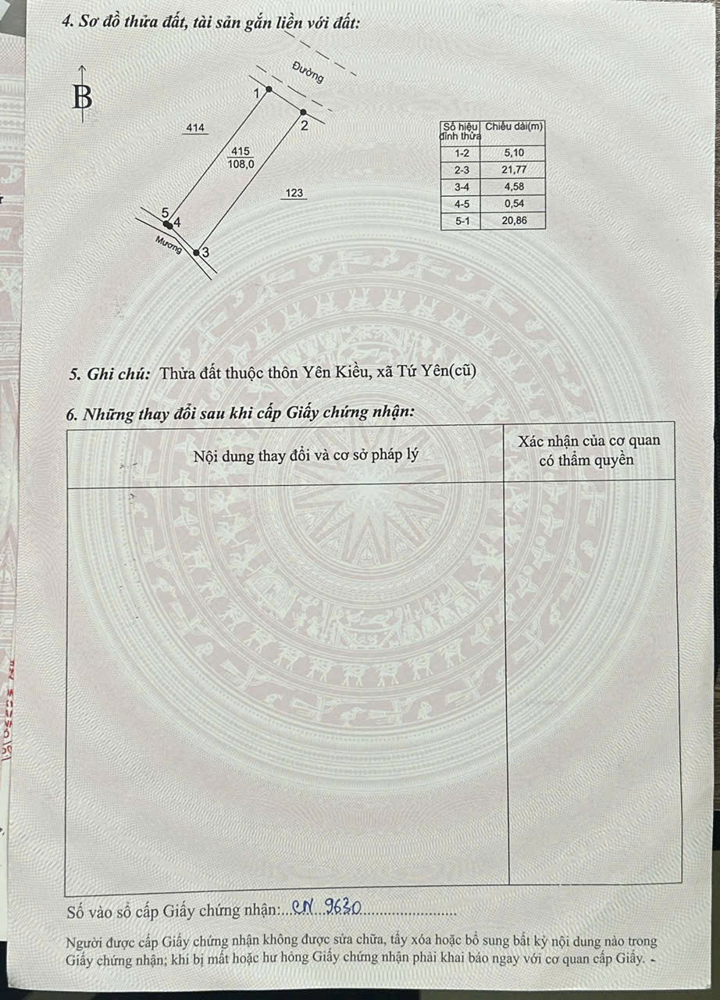 4. Sơ đồ thửa đất, tài sản gắn liền với đất:
B
Đường
1
2
414
415
108,0
123
5
4
3
Mương
Số hiệu đỉnh thửa Chiều dài(m)
1-2 5,10
2-3 21,77
3-4 4,58
4-5 0,54
5-1 20,86
5. Ghi chú: Thửa đất thuộc thôn Yên Kiều, xã Tứ Yên(cũ)
6. Những thay đổi sau khi cấp Giấy chứng nhận:
Nội dung thay đổi và cơ sở pháp lý
Xác nhận của cơ quan
có thẩm quyền
Số vào sổ cấp Giấy chứng nhận:...CN 9630......................
Người được cấp Giấy chứng nhận không được sửa chữa, tẩy xóa hoặc bổ sung bất kỳ nội dung nào trong
Giấy chứng nhận; khi bị mất hoặc hư hỏng Giấy chứng nhận phải khai báo ngay với cơ quan cấp Giấy.